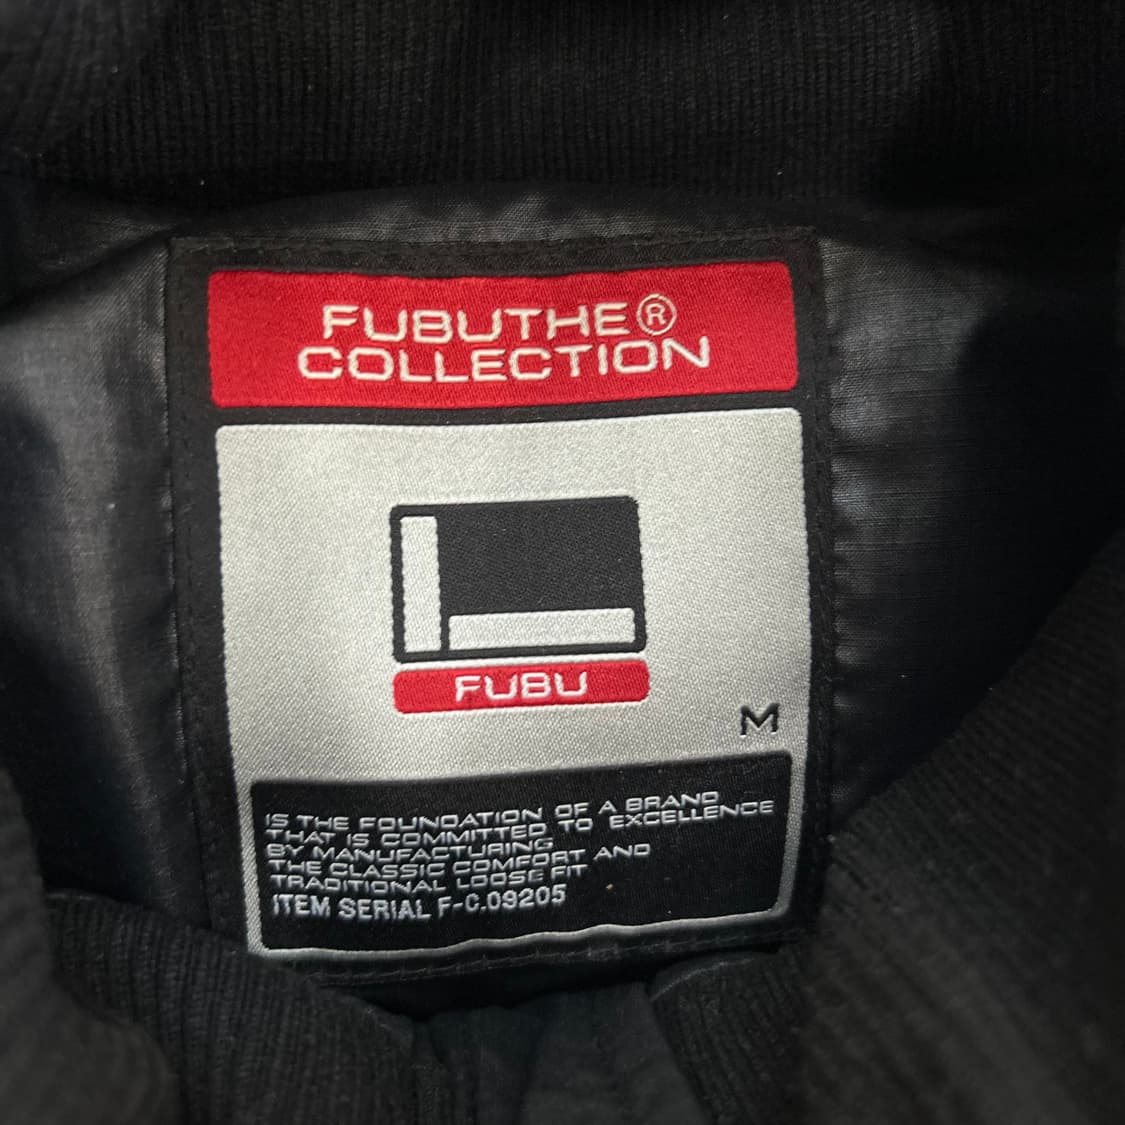 FUBUTHE®
COLLECTION
FUBU
M
IS THE FOUNDATION OF A BRAND
THAT IS COMMITTED TO EXCELLENCE
BY MANUFACTURING
THE CLASSIC COMFORT AND
TRADITIONAL LOOSE FIT
ITEM SERIAL F-C.09205